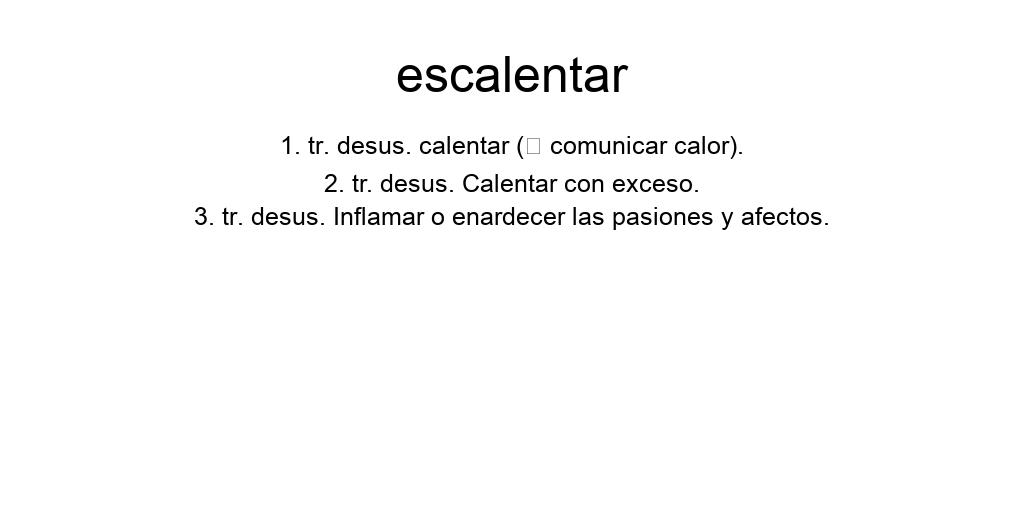 escalentar
1. tr. desus. calentar (▯ comunicar calor).
2. tr. desus. Calentar con exceso.
3. tr. desus. Inflamar o enardecer las pasiones y afectos.